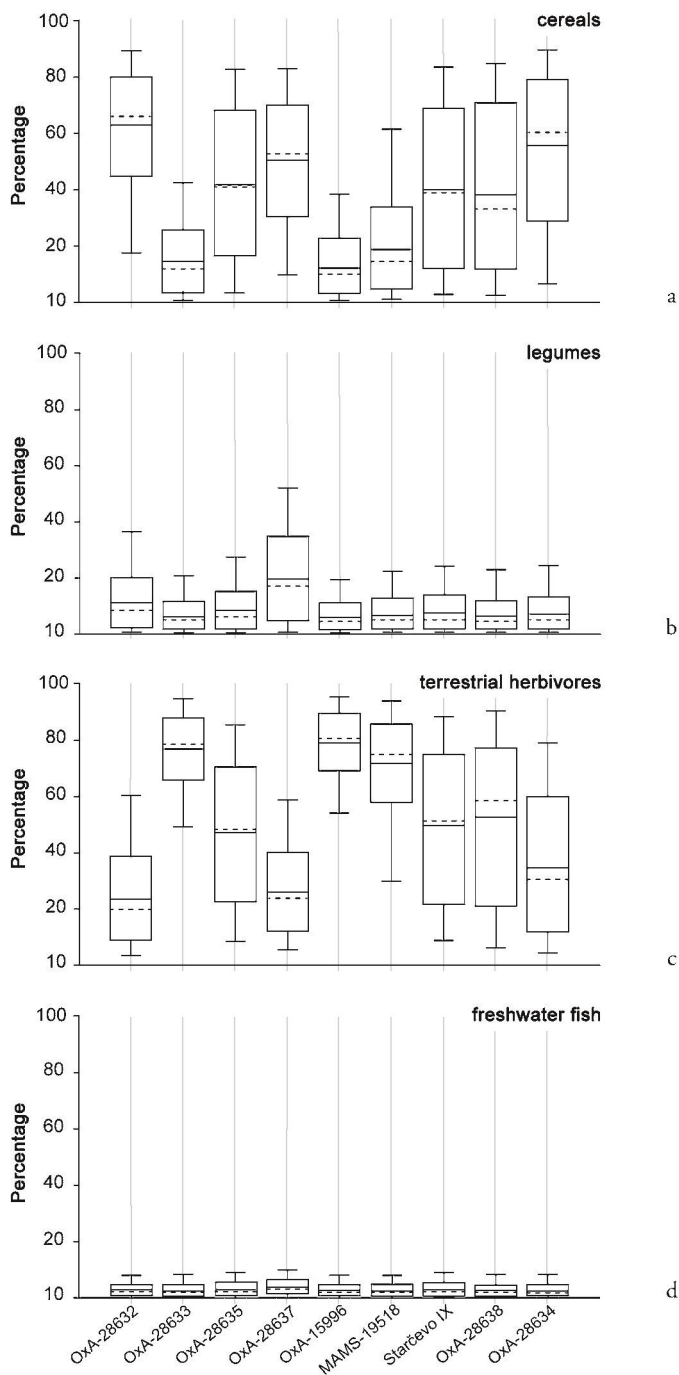 100
cereals
80
60
Percentage
40
20
10
a
100
legumes
80
60
Percentage
40
20
10
b
100
terrestrial herbivores
80
60
Percentage
40
20
10
c
100
freshwater fish
80
60
Percentage
40
20
10
d
OxA-28632
OxA-28633
OxA-28635
OxA-28637
OxA-15996
MAMS-19518
Starčevo IX
OxA-28638
OxA-28634